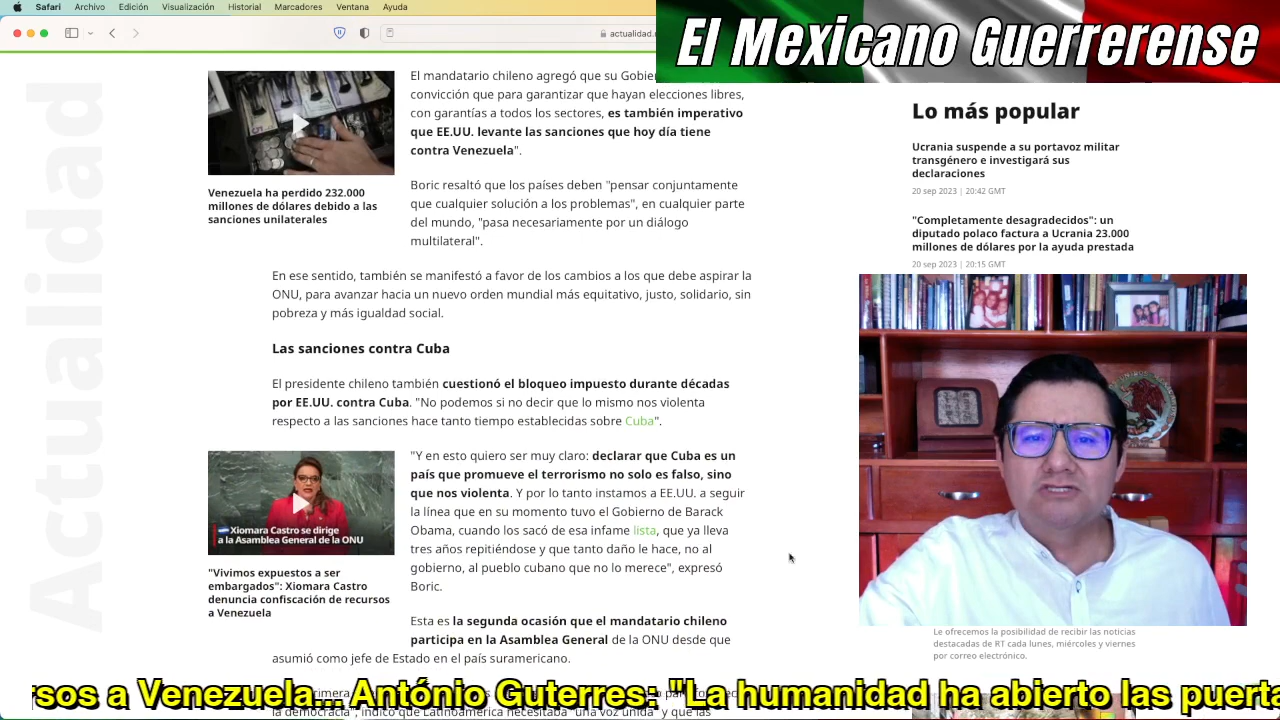 Safari Archivo Edición Visualización Historial Marcadores Ventana Ayuda
actualidad.r
El Mexicano Guerrerense
Actualidad
El mandatario chileno agregó que su Gobier
convicción que para garantizar que hayan elecciones libres,
con garantías a todos los sectores, es también imperativo
que EE.UU. levante las sanciones que hoy día tiene
contra Venezuela".
Venezuela ha perdido 232.000
millones de dólares debido a las
sanciones unilaterales
Boric resaltó que los países deben "pensar conjuntamente
que cualquier solución a los problemas", en cualquier parte
del mundo, "pasa necesariamente por un diálogo
multilateral".
En ese sentido, también se manifestó a favor de los cambios a los que debe aspirar la
ONU, para avanzar hacia un nuevo orden mundial más equitativo, justo, solidario, sin
pobreza y más igualdad social.
Las sanciones contra Cuba
El presidente chileno también cuestionó el bloqueo impuesto durante décadas
por EE.UU. contra Cuba. "No podemos si no decir que lo mismo nos violenta
respecto a las sanciones hace tanto tiempo establecidas sobre Cuba".
Xiomara Castro se dirige
a la Asamblea General de la ONU
"Vivimos expuestos a ser
embargados": Xiomara Castro
denuncia confiscación de recursos
a Venezuela
"Y en esto quiero ser muy claro: declarar que Cuba es un
país que promueve el terrorismo no solo es falso, sino
que nos violenta. Y por lo tanto instamos a EE.UU. a seguir
la línea que en su momento tuvo el Gobierno de Barack
Obama, cuando los sacó de esa infame lista, que ya lleva
tres años repitiéndose y que tanto daño le hace, no al
gobierno, al pueblo cubano que no lo merece", expresó
Boric.
Esta es la segunda ocasión que el mandatario chileno
participa en la Asamblea General de la ONU desde que
asumió como jefe de Estado en el país suramericano.
la democracia", indicó que Latinoamérica necesitaba "una voz unida" y que las
Lo más popular
Ucrania suspende a su portavoz militar
transgénero e investigará sus
declaraciones
20 sep 2023 | 20:42 GMT
"Completamente desagradecidos": un
diputado polaco factura a Ucrania 23.000
millones de dólares por la ayuda prestada
20 sep 2023 | 20:15 GMT
Le ofrecemos la posibilidad de recibir las noticias
destacadas de RT cada lunes, miércoles y viernes
por correo electrónico.
rsos a Venezuela... António Guterres: "La humanidad ha abierto las puerta